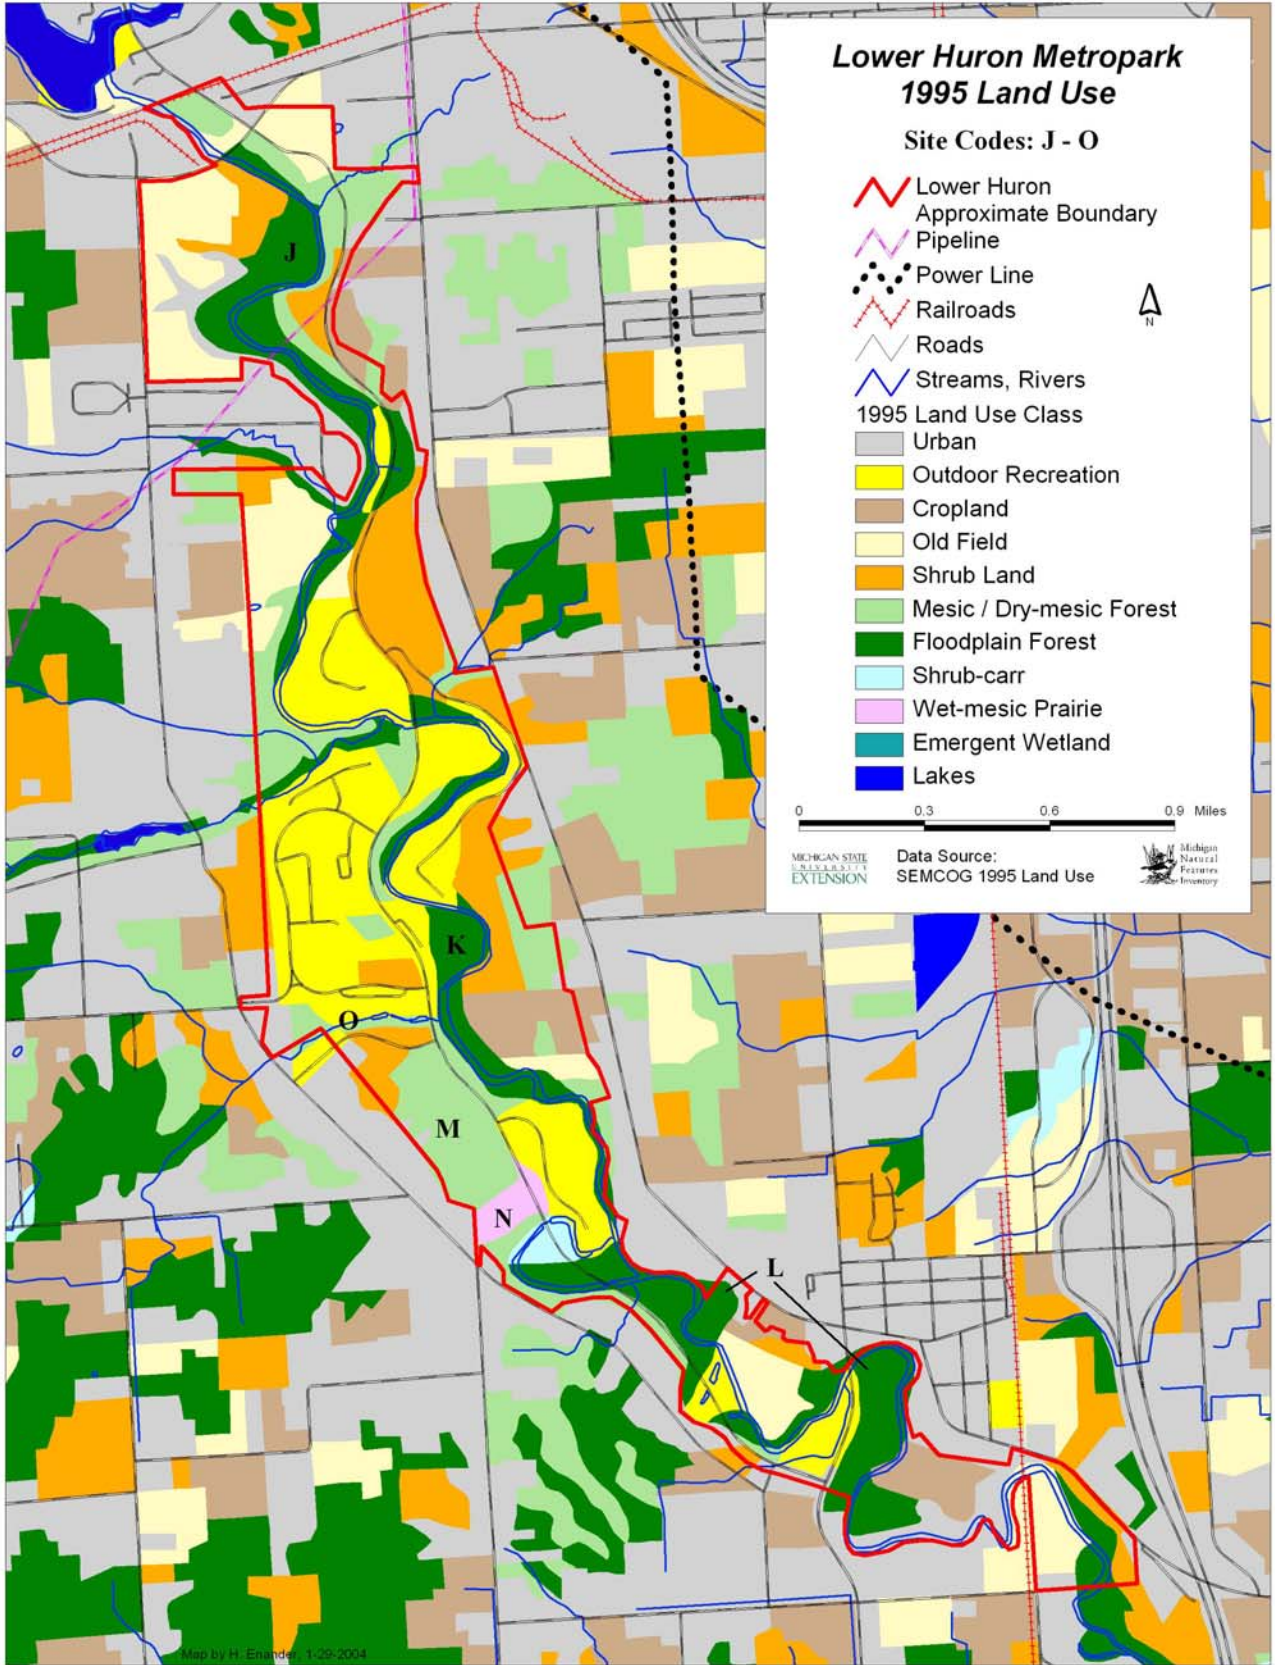 Lower Huron Metropark
1995 Land Use
Site Codes: J - O
Lower Huron
Approximate Boundary
Pipeline
Power Line
Railroads
N
Roads
Streams, Rivers
1995 Land Use Class
Urban
Outdoor Recreation
Cropland
Old Field
Shrub Land
Mesic / Dry-mesic Forest
Floodplain Forest
Shrub-carr
Wet-mesic Prairie
Emergent Wetland
Lakes
0 0.3 0.6 0.9 Miles
MICHIGAN STATE
UNIVERSITY
EXTENSION
Data Source:
SEMCOG 1995 Land Use
Michigan
Natural
Features
Inventory
J
K
O
M
N
L
Map by H. Enander, 1-29-2004